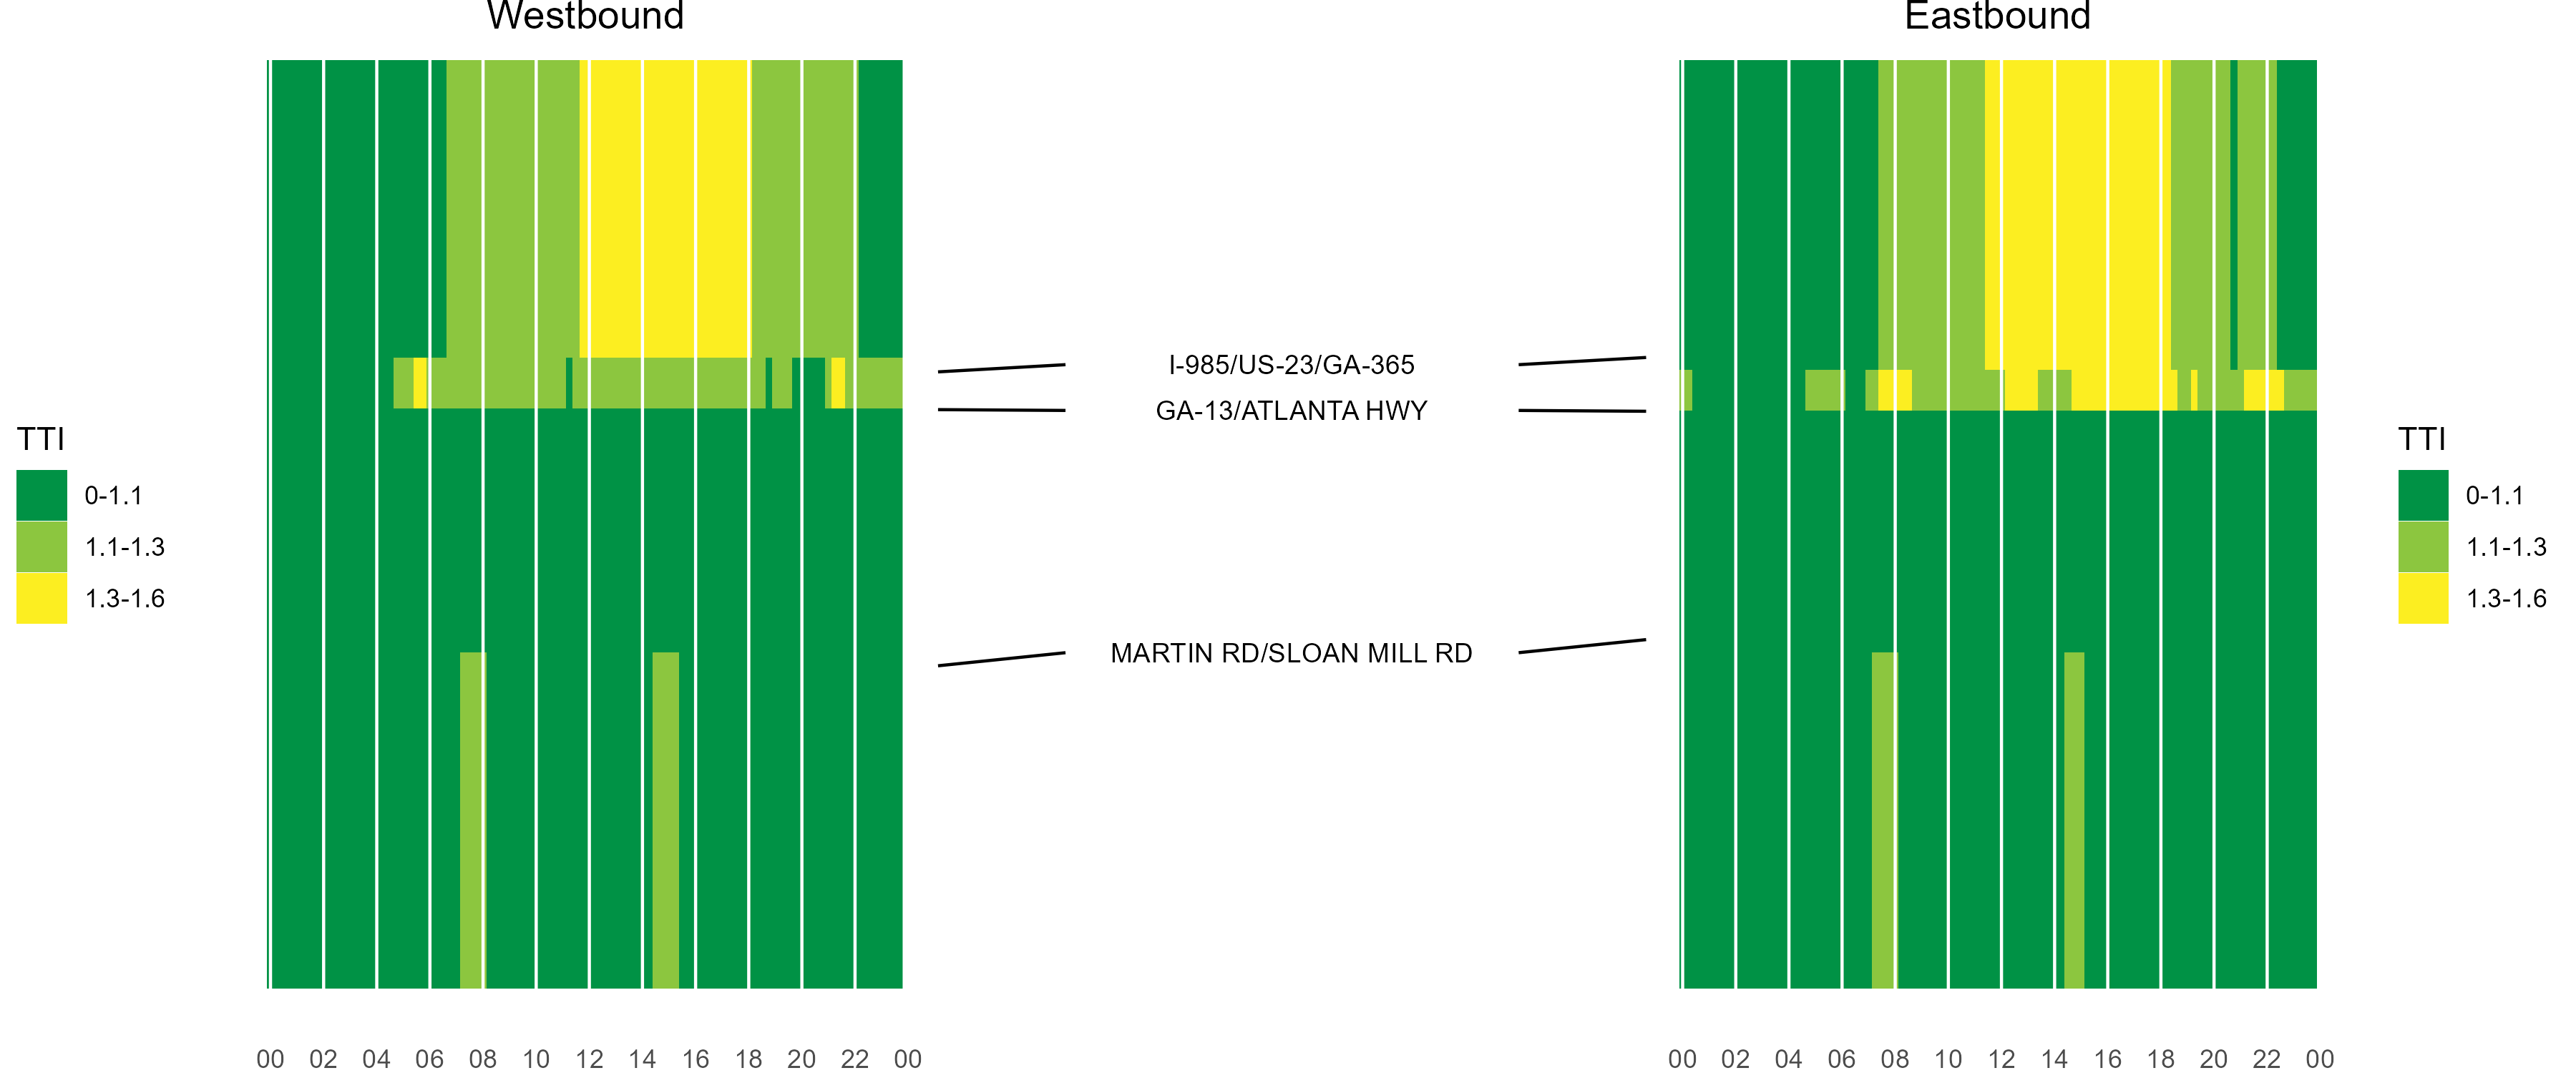 Westbound
Eastbound
I-985/US-23/GA-365
GA-13/ATLANTA HWY
MARTIN RD/SLOAN MILL RD
TTI
0-1.1
1.1-1.3
1.3-1.6
TTI
0-1.1
1.1-1.3
1.3-1.6
00 02 04 06 08 10 12 14 16 18 20 22 00
00 02 04 06 08 10 12 14 16 18 20 22 00